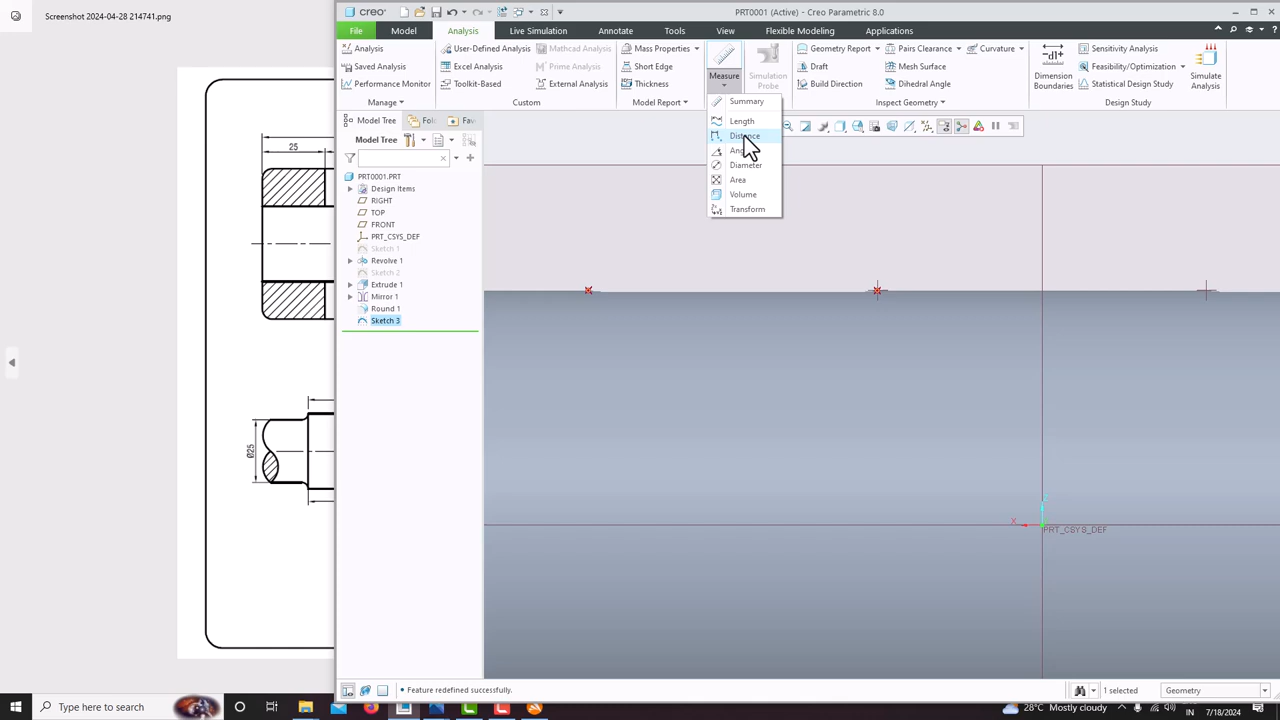 Screenshot 2024-04-28 214741.png
PRT0001 (Active) - Creo Parametric 8.0
File Model Analysis Live Simulation Annotate Tools View Flexible Modeling Applications
Analysis User-Defined Analysis Mathcad Analysis Mass Properties Geometry Report Pairs Clearance Curvature Sensitivity Analysis
Saved Analysis Excel Analysis Prime Analysis Short Edge Draft Mesh Surface Feasibility/Optimization
Performance Monitor Toolkit-Based External Analysis Thickness Build Direction Dihedral Angle Statistical Design Study
Measure
Simulation Probe
Dimension Boundaries
Simulate Analysis
Manage Custom Model Report Inspect Geometry Design Study
Summary
Length
Distance
Diameter
Area
Volume
Transform
Model Tree Fol Fav
Model Tree
PRT0001.PRT
Design Items
RIGHT
TOP
FRONT
PRT_CSYS_DEF
Sketch 1
Revolve 1
Sketch 2
Extrude 1
Mirror 1
Round 1
Sketch 3
25
Ø25
X
Z
PRT_CSYS_DEF
Feature redefined successfully.
1 selected
Geometry
Type here to search
28°C Mostly cloudy
IN
7/18/2024